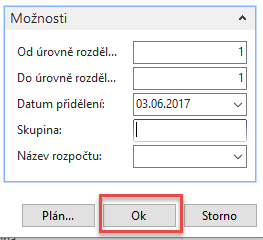 Možnosti
Od úrovně rozděl... 1
Do úrovně rozděl... 1
Datum přidělení: 03.06.2017
Skupina:
Název rozpočtu:
Plán... Ok Storno